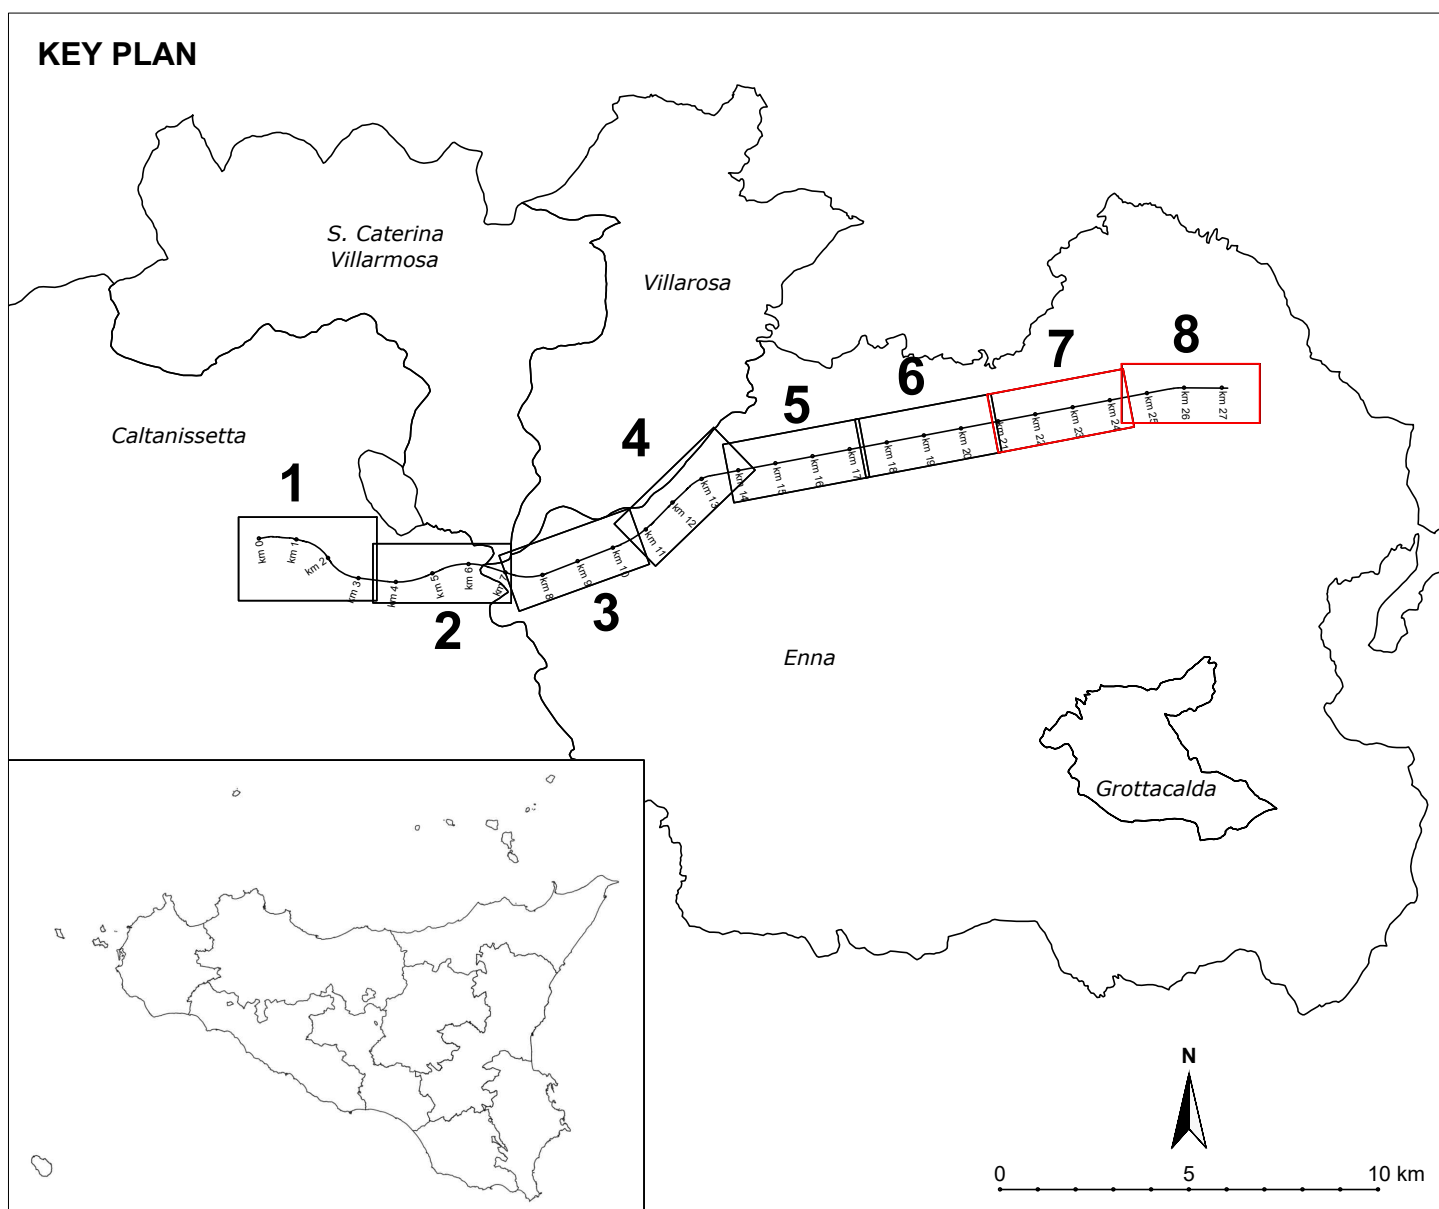 KEY PLAN
S. Caterina
Villarmosa
Villarosa
Caltanissetta
Enna
Grottacalda
1
2
3
4
5
6
7
8
km 0
km 1
km 2
km 3
km 4
km 5
km 6
km 7
km 8
km 9
km 10
km 11
km 12
km 13
km 14
km 15
km 16
km 17
km 18
km 19
km 20
km 21
km 22
km 23
km 24
km 25
km 26
km 27
N
0 5 10 km